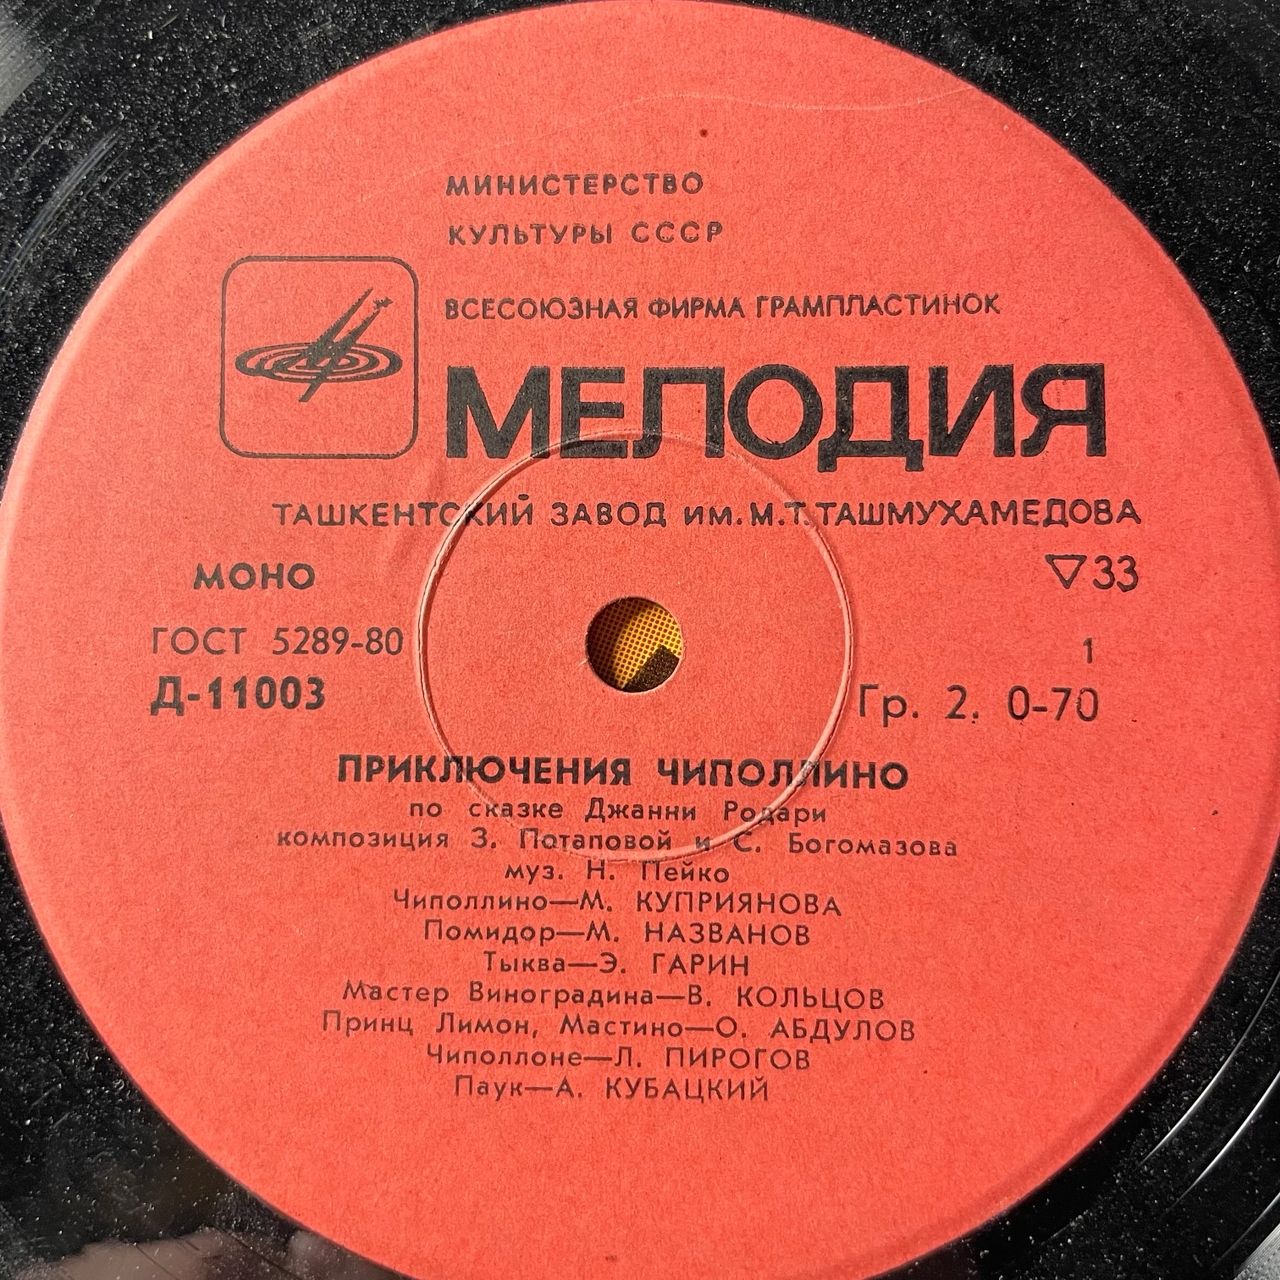 МИНИСТЕРСТВО
КУЛЬТУРЫ СССР
ВСЕСОЮЗНАЯ ФИРМА ГРАМПЛАСТИНОК
МЕЛОДИЯ
ТАШКЕНТСКИЙ ЗАВОД ИМ. М.Т. ТАШМУХАМЕДОВА
МОНО
▽33
ГОСТ 5289-80
1
Д-11003
Гр. 2. 0-70
ПРИКЛЮЧЕНИЯ ЧИПОЛЛИНО
по сказке Джанни Родари
композиция З. Потаповой и С. Богомазова
муз. Н. Пейко
Чиполлино—М. КУПРИЯНОВА
Помидор—М. НАЗВАНОВ
Тыква—Э. ГАРИН
Мастер Виноградина—В. КОЛЬЦОВ
Принц Лимон, Мастино—О. АБДУЛОВ
Чиполлоне—Л. ПИРОГОВ
Паук—А. КУБАЦКИЙ